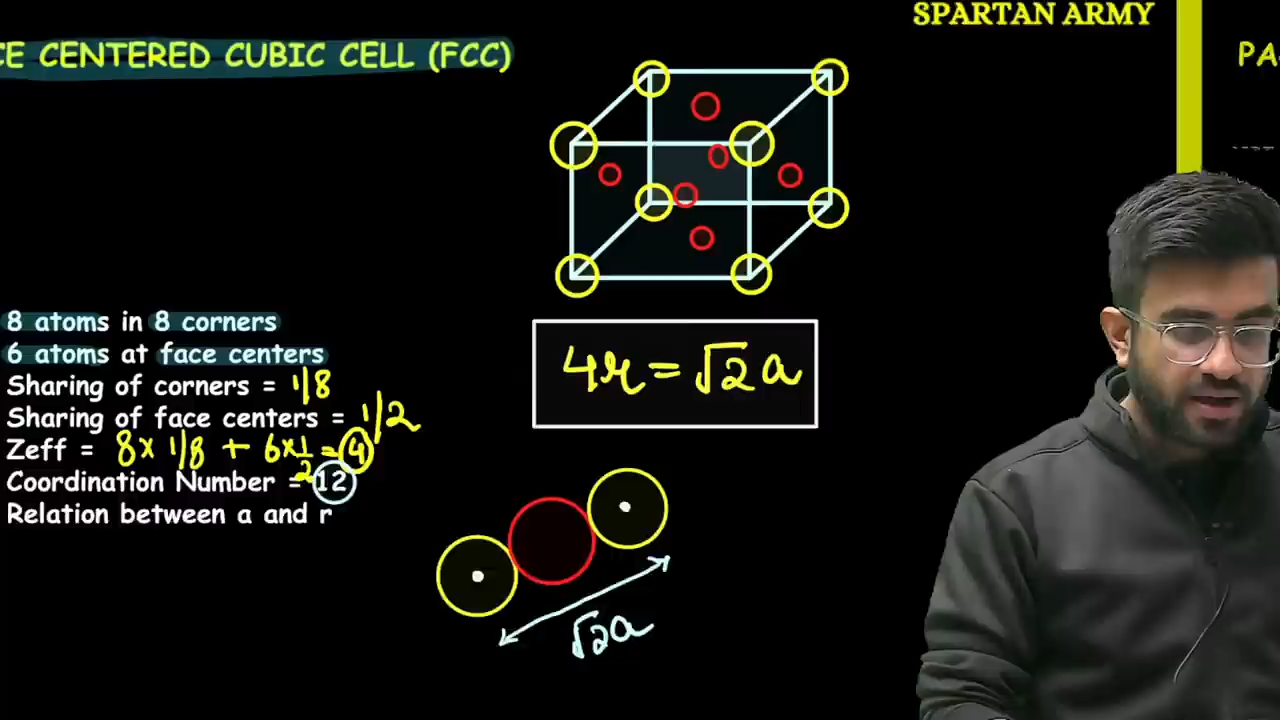 SPARTAN ARMY
CE CENTERED CUBIC CELL (FCC)
PA
8 atoms in 8 corners
6 atoms at face centers
Sharing of corners = 1/8
Sharing of face centers = 1/2
Zeff = 8 x 1/8 + 6 x 1/2 = 4
Coordination Number = 12
Relation between a and r
4r = √2 a
√2a